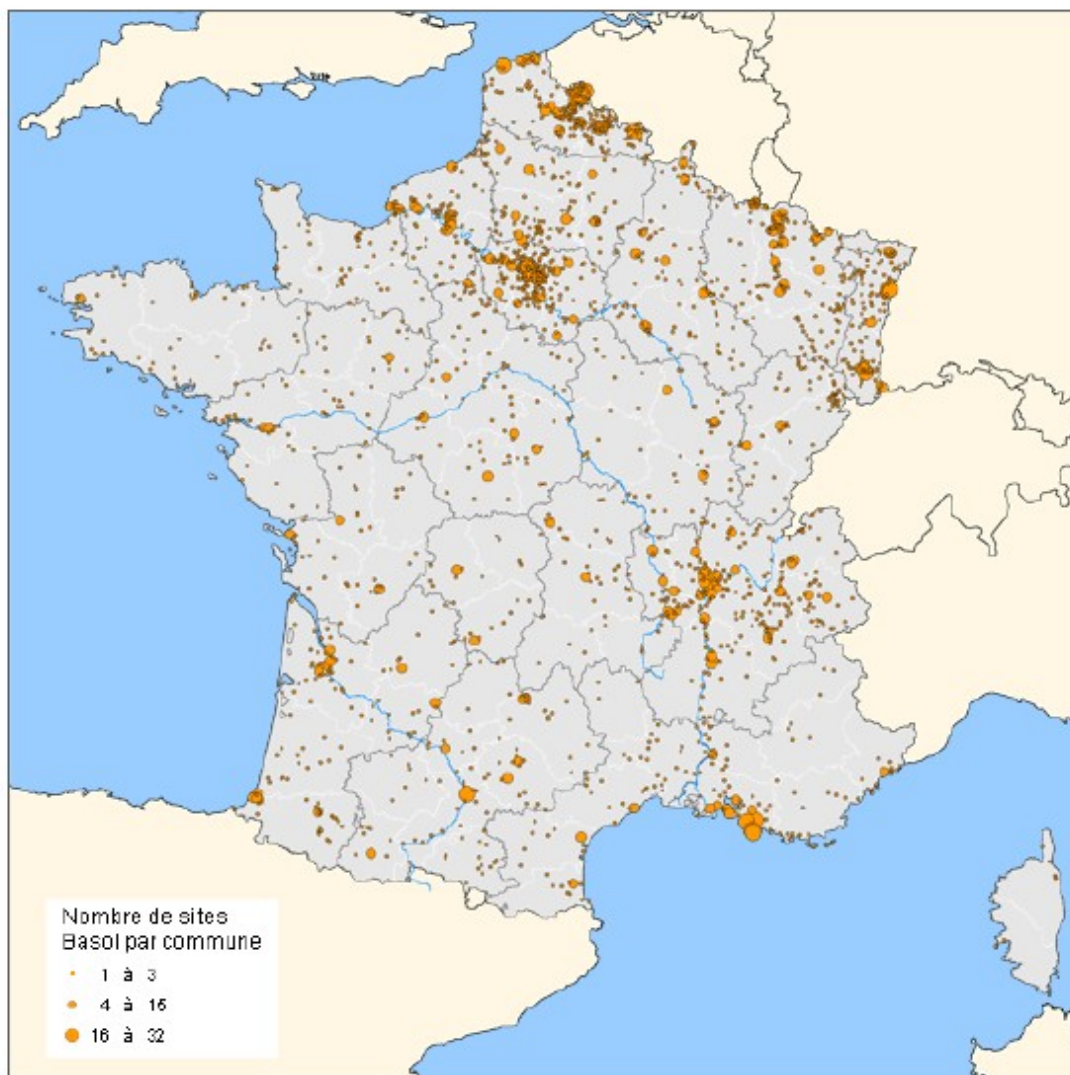 Nombre de sites
Basol par commune
1 à 3
4 à 15
16 à 32